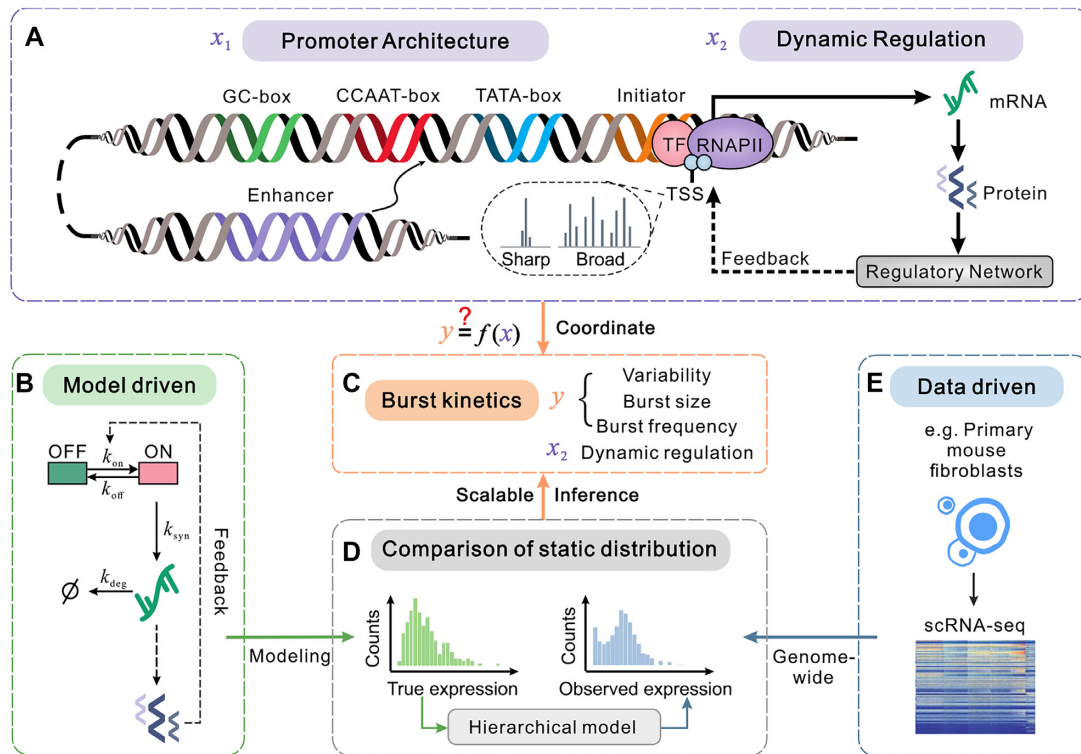 A
x1 Promoter Architecture
x2 Dynamic Regulation
GC-box CCAAT-box TATA-box Initiator
TF RNAPII
mRNA
Enhancer
TSS
Protein
Sharp Broad
Feedback
Regulatory Network
y =? f(x)
Coordinate
B Model driven
OFF kon ON
koff
ksyn
kdeg
∅
Feedback
Modeling
C Burst kinetics
y { Variability
Burst size
Burst frequency
x2 Dynamic regulation
Scalable Inference
D Comparison of static distribution
Counts
True expression
Counts
Observed expression
Hierarchical model
E Data driven
e.g. Primary
mouse
fibroblasts
scRNA-seq
Genome-
wide